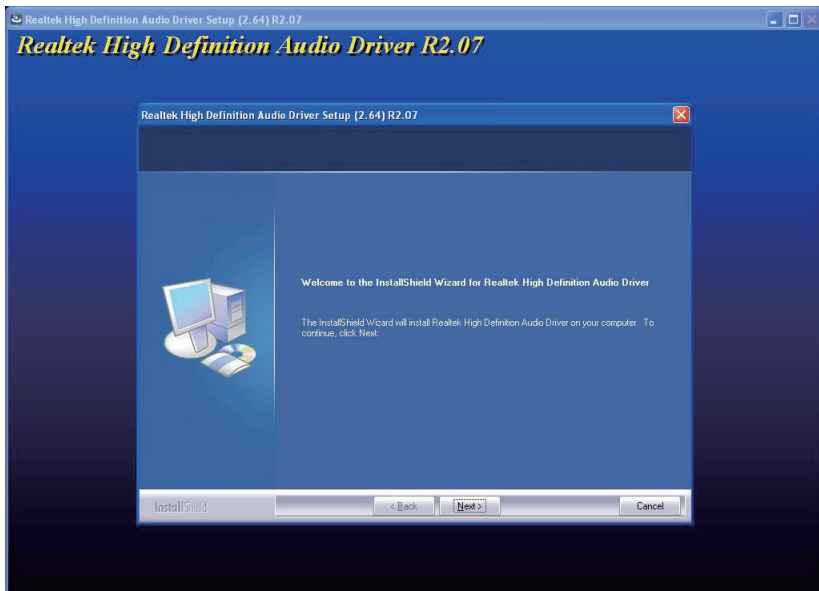 Realtek High Definition Audio Driver Setup (2.64) R2.07
Realtek High Definition Audio Driver R2.07
Realtek High Definition Audio Driver Setup (2.64) R2.07
Welcome to the InstallShield Wizard for Realtek High Definition Audio Driver
The InstallShield Wizard will install Realtek High Definition Audio Driver on your computer. To
continue, click Next.
InstallShield
< Back
Next >
Cancel